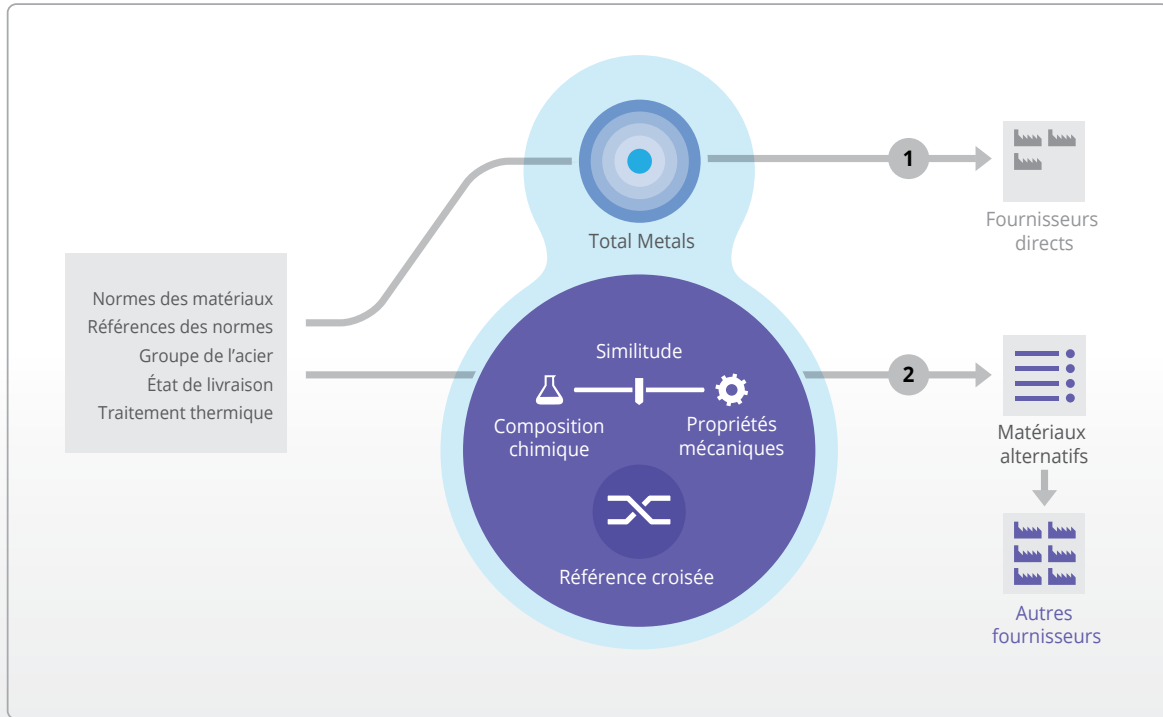 Normes des matériaux
Références des normes
Groupe de l’acier
État de livraison
Traitement thermique
Total Metals
1
Fournisseurs
directs
Similitude
Composition
chimique
Propriétés
mécaniques
Référence croisée
2
Matériaux
alternatifs
Autres
fournisseurs